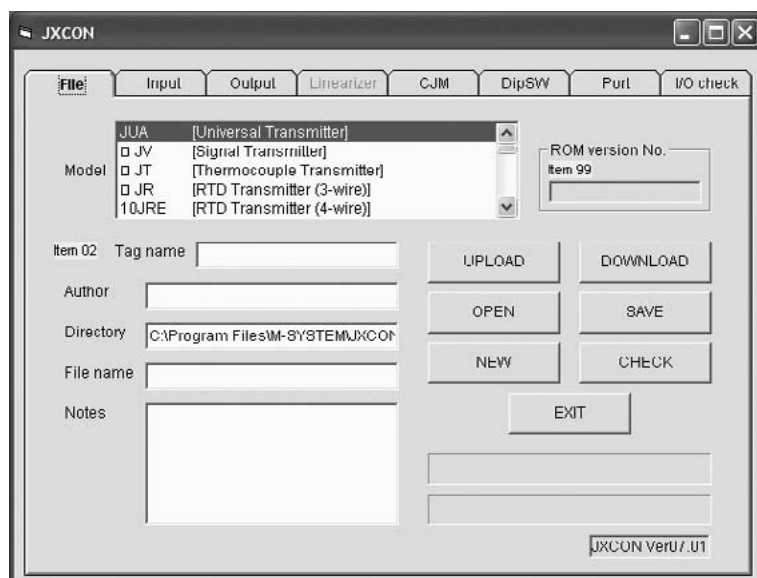 JXCON
File Input Output Linearizer CJM DipSW Port I/O check
Model
JUA [Universal Transmitter]
□ JV [Signal Transmitter]
□ JT [Thermocouple Transmitter]
□ JR [RTD Transmitter (3-wire)]
10JRE [RTD Transmitter (4-wire)]
ROM version No.
Item 99
Item 02 Tag name
Author
Directory C:\Program Files\M-SYSTEM\JXCON
File name
Notes
UPLOAD DOWNLOAD
OPEN SAVE
NEW CHECK
EXIT
JXCON Ver07.01